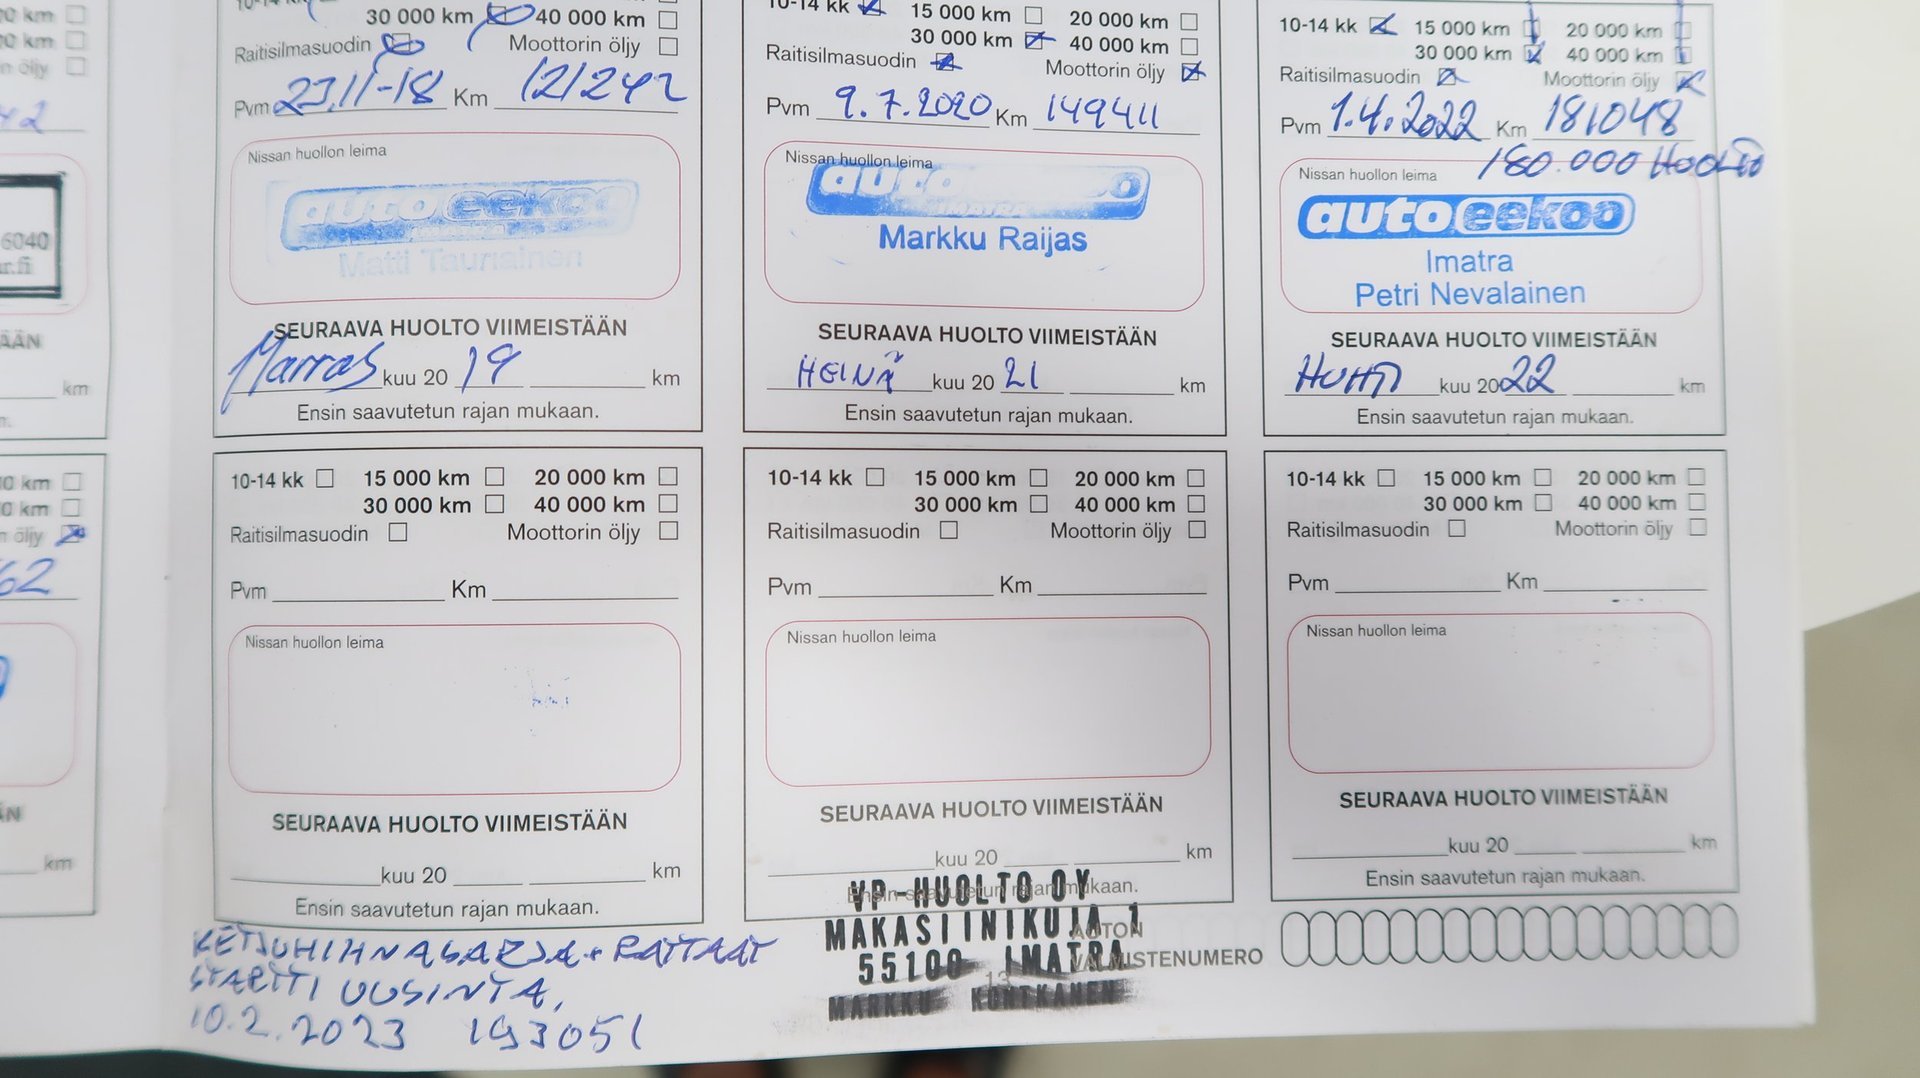 30 000 km 40 000 km
Raitisilmasuodin Moottorin öljy
Pvm 23.11-18 Km 121242
Nissan huollon leima
autoeekoo
Matti Tauriainen
SEURAAVA HUOLTO VIIMEISTÄÄN
Marras kuu 20 19 km
Ensin saavutetun rajan mukaan.
10-14 kk 15 000 km 20 000 km
30 000 km 40 000 km
Raitisilmasuodin Moottorin öljy
Pvm 9.7.2020 Km 149411
Nissan huollon leima
IMATRA
Markku Raijas
SEURAAVA HUOLTO VIIMEISTÄÄN
HEINÄ kuu 20 21 km
Ensin saavutetun rajan mukaan.
10-14 kk 15 000 km 20 000 km
30 000 km 40 000 km
Raitisilmasuodin Moottorin öljy
Pvm 1.4.2022 Km 181048
180.000 HUOLTO
Nissan huollon leima
autoeekoo
Imatra
Petri Nevalainen
SEURAAVA HUOLTO VIIMEISTÄÄN
HUHTI kuu 20 22 km
Ensin saavutetun rajan mukaan.
10-14 kk 15 000 km 20 000 km
30 000 km 40 000 km
Raitisilmasuodin Moottorin öljy
Pvm Km
Nissan huollon leima
SEURAAVA HUOLTO VIIMEISTÄÄN
kuu 20 km
Ensin saavutetun rajan mukaan.
10-14 kk 15 000 km 20 000 km
30 000 km 40 000 km
Raitisilmasuodin Moottorin öljy
Pvm Km
Nissan huollon leima
SEURAAVA HUOLTO VIIMEISTÄÄN
kuu 20 km
Ensin saavutetun rajan mukaan.
10-14 kk 15 000 km 20 000 km
30 000 km 40 000 km
Raitisilmasuodin Moottorin öljy
Pvm Km
Nissan huollon leima
SEURAAVA HUOLTO VIIMEISTÄÄN
kuu 20 km
Ensin saavutetun rajan mukaan.
KETJUHIHNASARJA + RATTAAT
STARTTI UUSINTA,
10.2.2023 193051
VP-HUOLTO OY
MAKASIINIKUJA 1
55100 IMATRA
MARKKU KONTKANEN
13
AUTON
VALMISTENUMERO